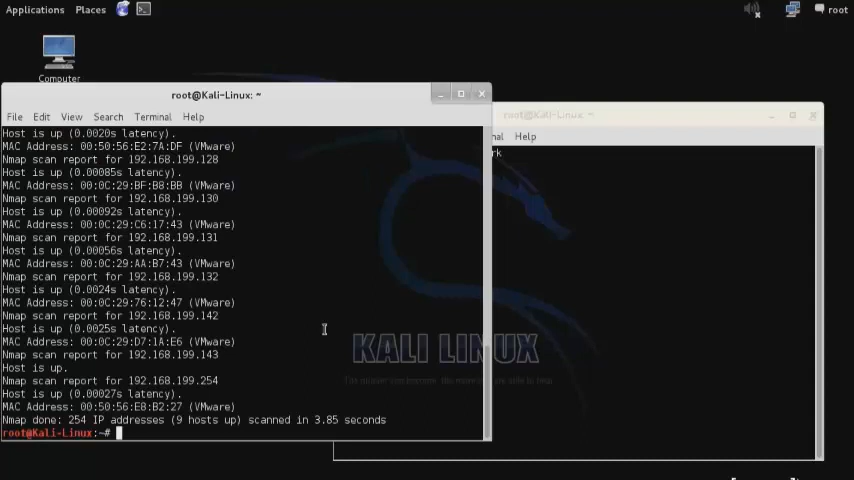 Applications Places root
Computer
root@Kali-Linux: ~
File Edit View Search Terminal Help
Host is up (0.0020s latency).
MAC Address: 00:50:56:E2:7A:DF (VMware)
Nmap scan report for 192.168.199.128
Host is up (0.00085s latency).
MAC Address: 00:0C:29:BF:B8:BB (VMware)
Nmap scan report for 192.168.199.130
Host is up (0.00092s latency).
MAC Address: 00:0C:29:C6:17:43 (VMware)
Nmap scan report for 192.168.199.131
Host is up (0.00056s latency).
MAC Address: 00:0C:29:AA:B7:43 (VMware)
Nmap scan report for 192.168.199.132
Host is up (0.0024s latency).
MAC Address: 00:0C:29:76:12:47 (VMware)
Nmap scan report for 192.168.199.142
Host is up (0.0025s latency).
MAC Address: 00:0C:29:D7:1A:E6 (VMware)
Nmap scan report for 192.168.199.143
Host is up.
Nmap scan report for 192.168.199.254
Host is up (0.00027s latency).
MAC Address: 00:50:56:E8:B2:27 (VMware)
Nmap done: 254 IP addresses (9 hosts up) scanned in 3.85 seconds
root@Kali-Linux:~#
root@Kali-Linux: ~
nal Help
rk
KALI LINUX